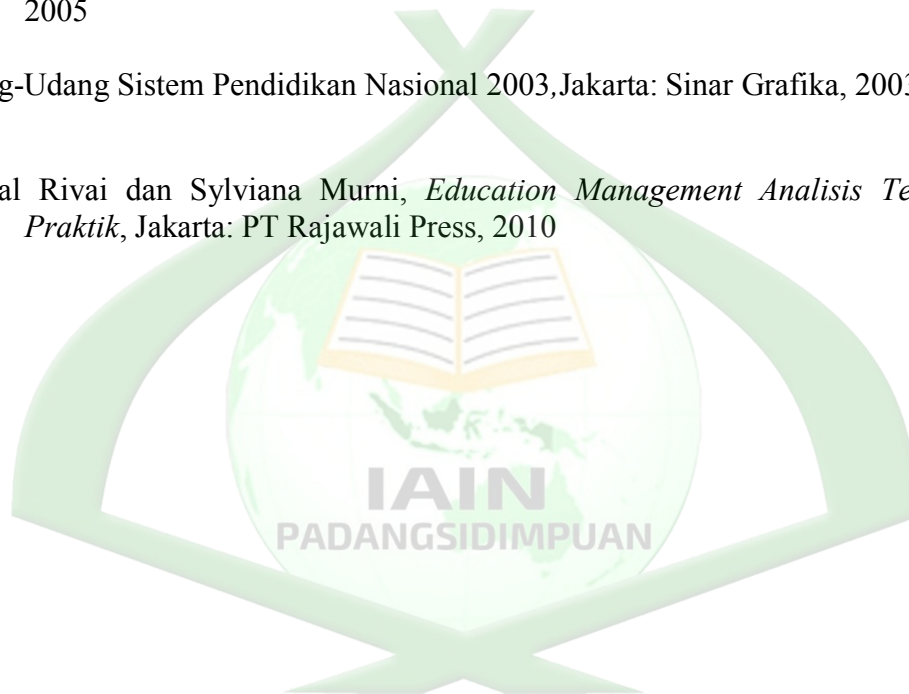 2005
g-Udang Sistem Pendidikan Nasional 2003,Jakarta: Sinar Grafika, 2003
al Rivai dan Sylviana Murni, Education Management Analisis Te
Praktik, Jakarta: PT Rajawali Press, 2010
IAIN
PADANGSIDIMPUAN